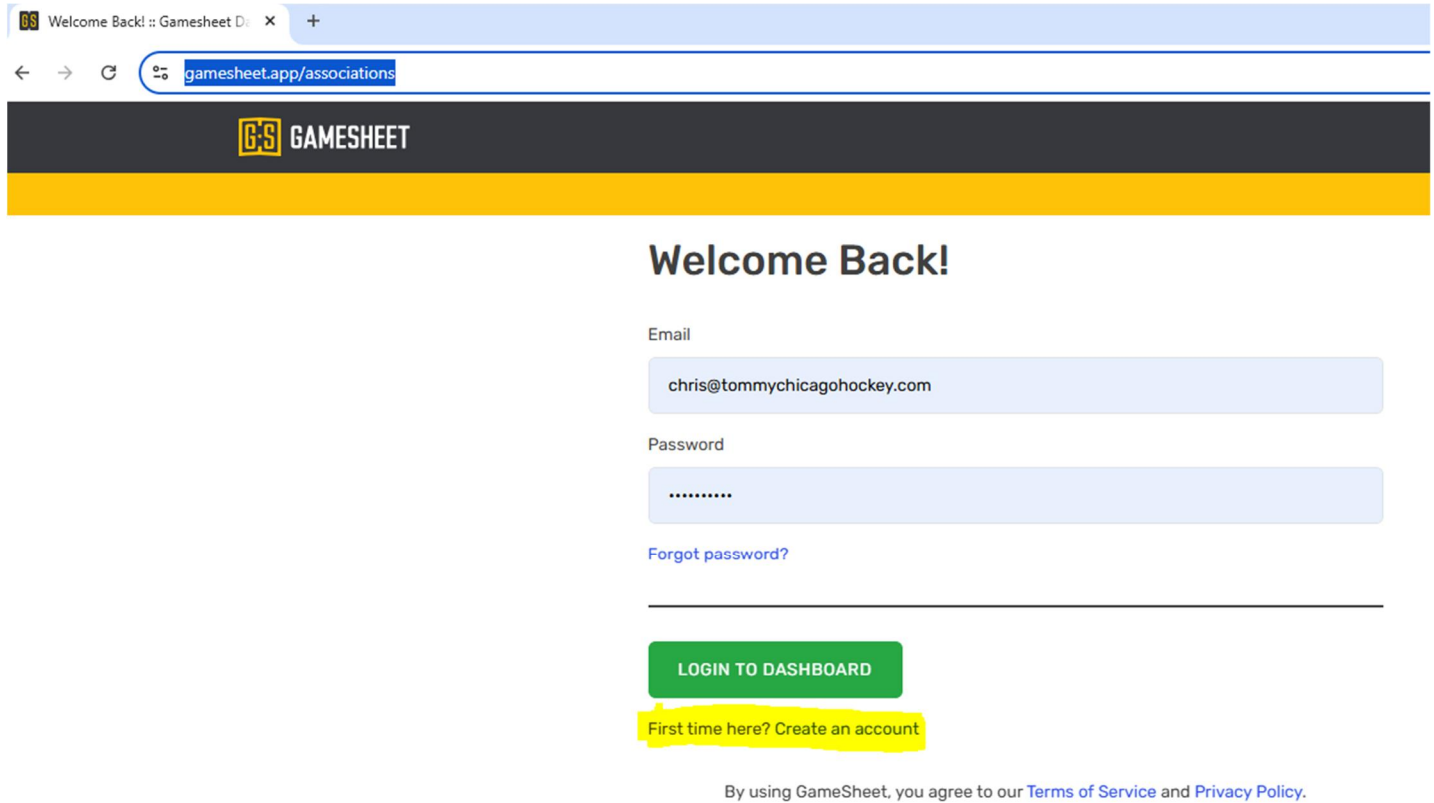 Welcome Back! :: Gamesheet Da
gamesheet.app/associations
G:S GAMESHEET
Welcome Back!
Email
chris@tommychicagohockey.com
Password
••••••••••
Forgot password?
LOGIN TO DASHBOARD
First time here? Create an account
By using GameSheet, you agree to our Terms of Service and Privacy Policy.